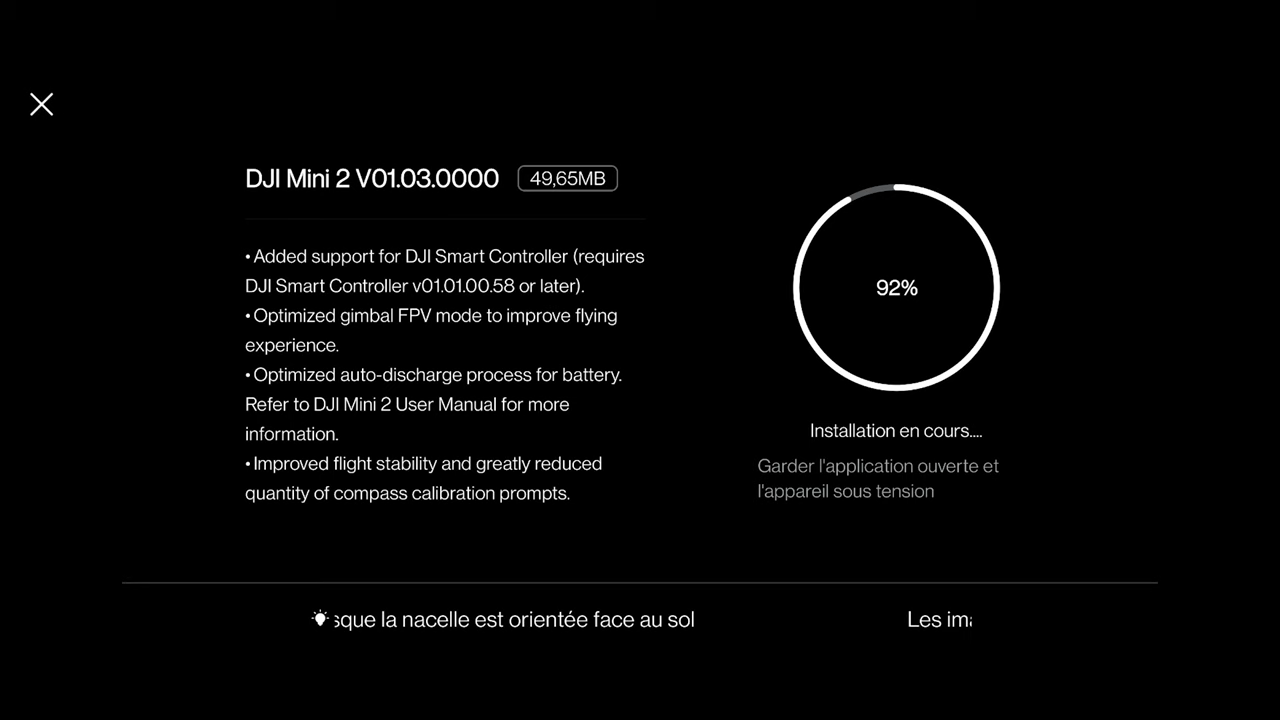 DJI Mini 2 V01.03.0000 49,65MB
• Added support for DJI Smart Controller (requires
DJI Smart Controller v01.01.00.58 or later).
• Optimized gimbal FPV mode to improve flying
experience.
• Optimized auto-discharge process for battery.
Refer to DJI Mini 2 User Manual for more
information.
• Improved flight stability and greatly reduced
quantity of compass calibration prompts.
92%
Installation en cours....
Garder l'application ouverte et
l'appareil sous tension
sque la nacelle est orientée face au sol
Les